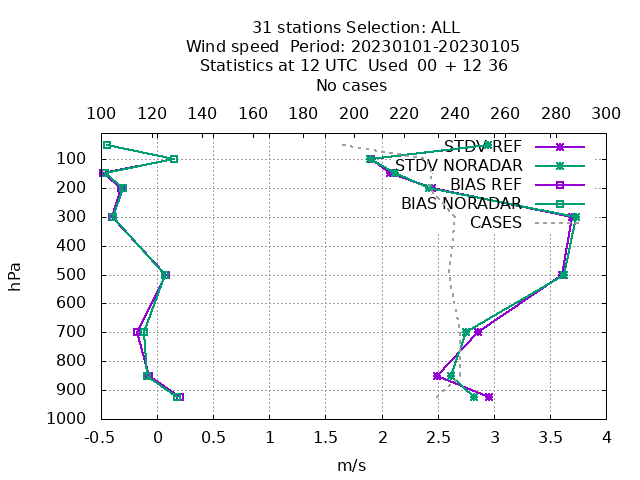 31 stations Selection: ALL
Wind speed  Period: 20230101-20230105
Statistics at 12 UTC  Used  00 + 12 36
No cases
100 120 140 160 180 200 220 240 260 280 300
STDV REF
STDV NORADAR
BIAS REF
BIAS NORADAR
CASES
hPa
100
200
300
400
500
600
700
800
900
1000
-0.5 0 0.5 1 1.5 2 2.5 3 3.5 4
m/s